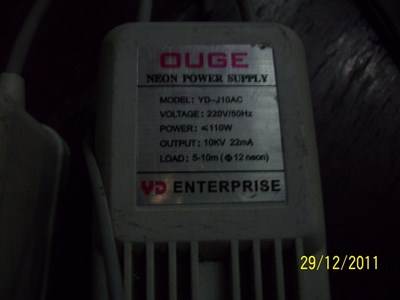 OUGE
NEON POWER SUPPLY
MODEL: YD-J10AC
VOLTAGE: 220V/50Hz
POWER: ≤110W
OUTPUT: 10KV 22mA
LOAD: 5-10m (Φ12 neon)
YD ENTERPRISE
29/12/2011